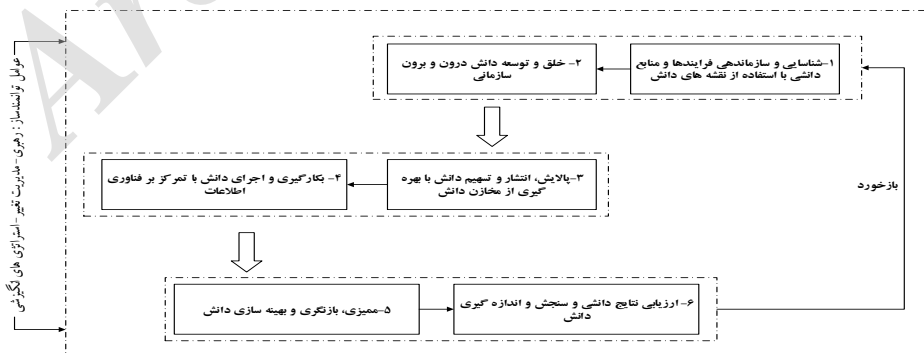 ۱-شناسایی و سازماندهی فرایندها و منابع
دانشی با استفاده از نقشه های دانش
۲- خلق و توسعه دانش درون و برون
سازمانی
۳-پالایش، انتشار و تسهیم دانش با بهره
گیری از مخازن دانش
۴- بکارگیری و اجرای دانش با تمرکز بر فناوری
اطلاعات
۵-ممیزی، بازنگری و بهینه سازی دانش
۶- ارزیابی نتایج دانشی و سنجش و اندازه گیری
دانش
بازخورد
عوامل توانمندساز : رهبری-مدیریت تغییر-استراتژی های انگیزشی